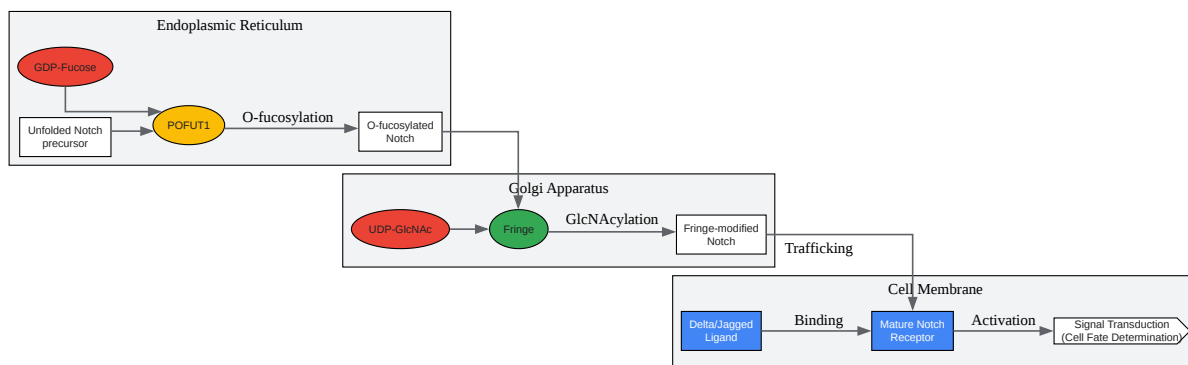 Endoplasmic Reticulum
GDP-Fucose
Unfolded Notch
precursor
POFUT1
O-fucosylation
O-fucosylated
Notch
Golgi Apparatus
UDP-GlcNAc
Fringe
GlcNAcylation
Fringe-modified
Notch
Trafficking
Cell Membrane
Delta/Jagged
Ligand
Binding
Mature Notch
Receptor
Activation
Signal Transduction
(Cell Fate Determination)